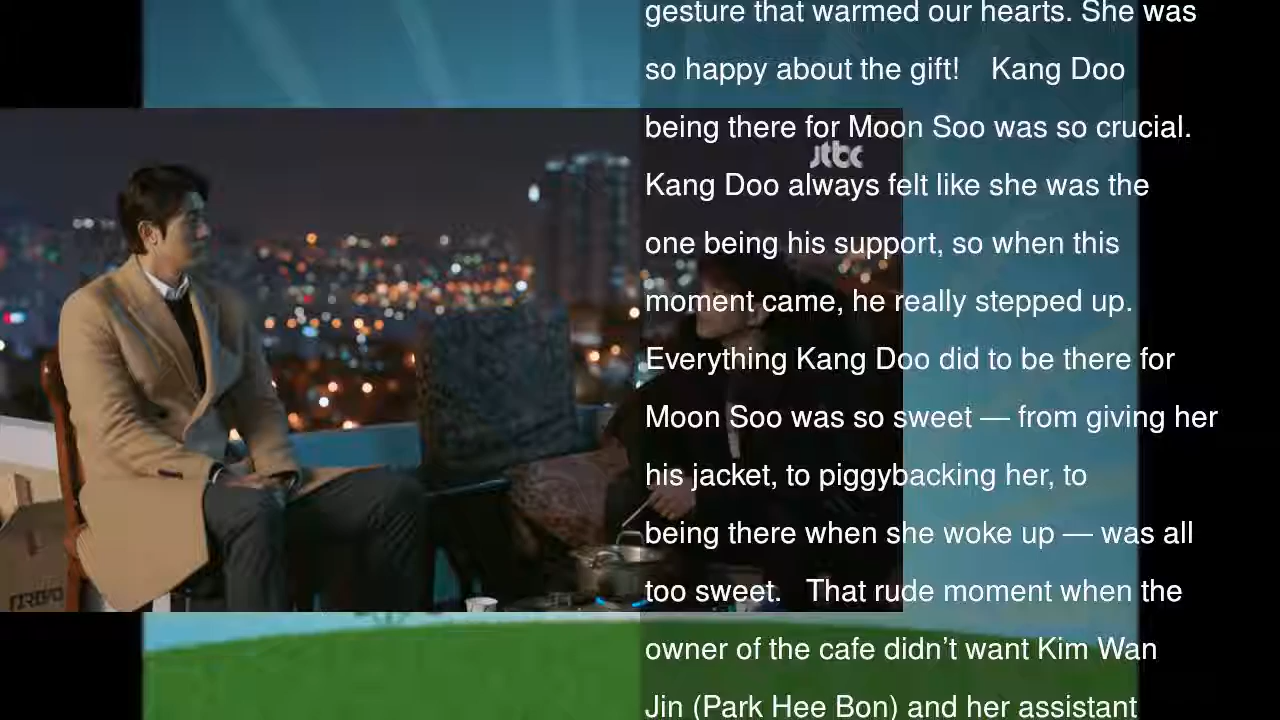 gesture that warmed our hearts. She was
so happy about the gift! Kang Doo
being there for Moon Soo was so crucial.
jtbc
Kang Doo always felt like she was the
one being his support, so when this
moment came, he really stepped up.
Everything Kang Doo did to be there for
Moon Soo was so sweet — from giving her
his jacket, to piggybacking her, to
being there when she woke up — was all
too sweet. That rude moment when the
owner of the cafe didn’t want Kim Wan
Jin (Park Hee Bon) and her assistant